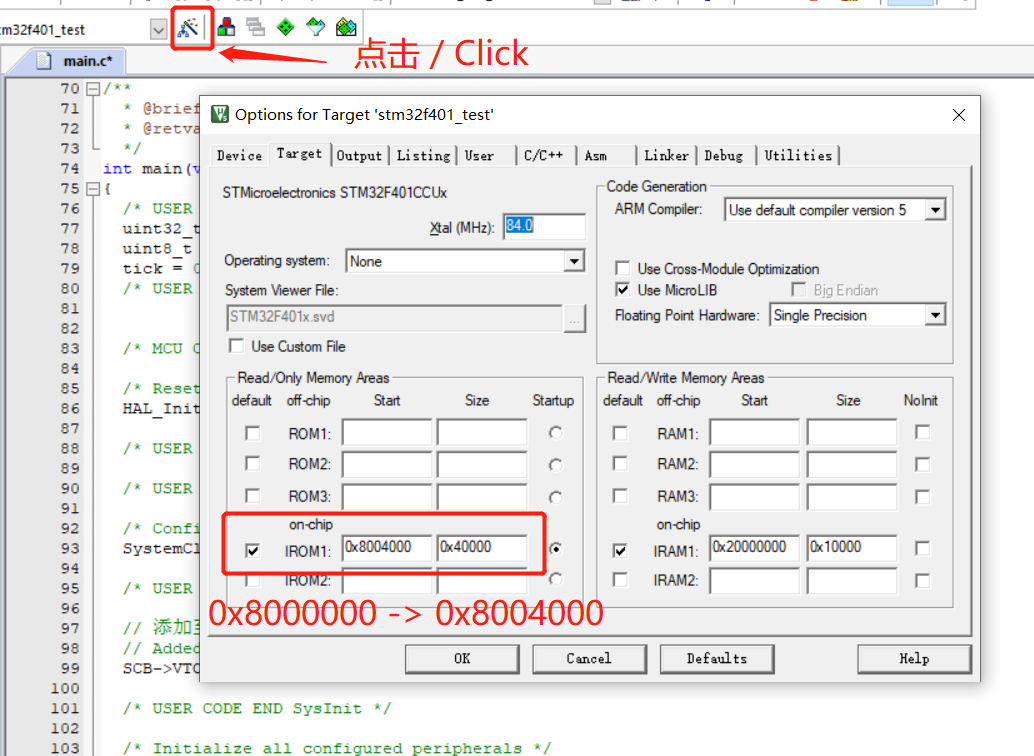 tm32f401_test
点击 / Click
main.c*
70 /**
71 * @brief
72 * @retva
73 */
74 int main(v
75 {
76 /* USER
77 uint32_t
78 uint8_t
79 tick = 0
80 /* USER
81
82
83 /* MCU C
84
85 /* Reset
86 HAL_Init
87
88 /* USER
89
90 /* USER
91
92 /* Confi
93 SystemCl
94
95 /* USER
96
97 // 添加至
98 // Added
99 SCB->VTO
100
101 /* USER CODE END SysInit */
102
103 /* Initialize all configured peripherals */
Options for Target 'stm32f401_test'
Device Target Output Listing User C/C++ Asm Linker Debug Utilities
STMicroelectronics STM32F401CCUx
Xtal (MHz): 84.0
Operating system: None
System Viewer File:
STM32F401x.svd ...
Use Custom File
Code Generation
ARM Compiler: Use default compiler version 5
Use Cross-Module Optimization
Use MicroLIB Big Endian
Floating Point Hardware: Single Precision
Read/Only Memory Areas
default off-chip Start Size Startup
ROM1:
ROM2:
ROM3:
on-chip
IROM1: 0x8004000 0x40000
IROM2:
0x8000000 -> 0x8004000
Read/Write Memory Areas
default off-chip Start Size NoInit
RAM1:
RAM2:
RAM3:
on-chip
IRAM1: 0x20000000 0x10000
IRAM2:
OK Cancel Defaults Help